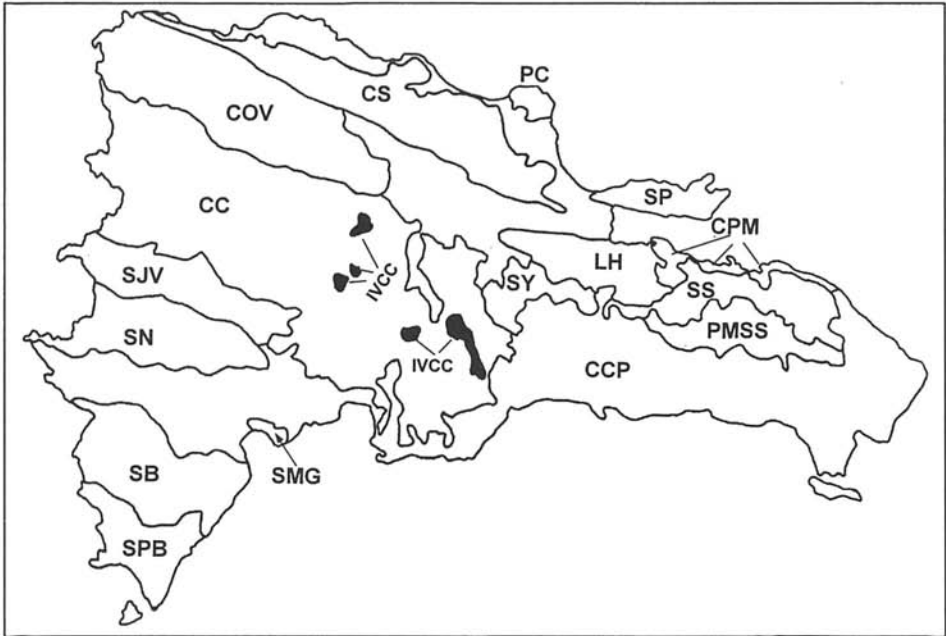 PC
CS
COV
SP
CC
CPM
LH
SJV
IVCC
SY
SS
SN
PMSS
IVCC
CCP
SB
SMG
SPB